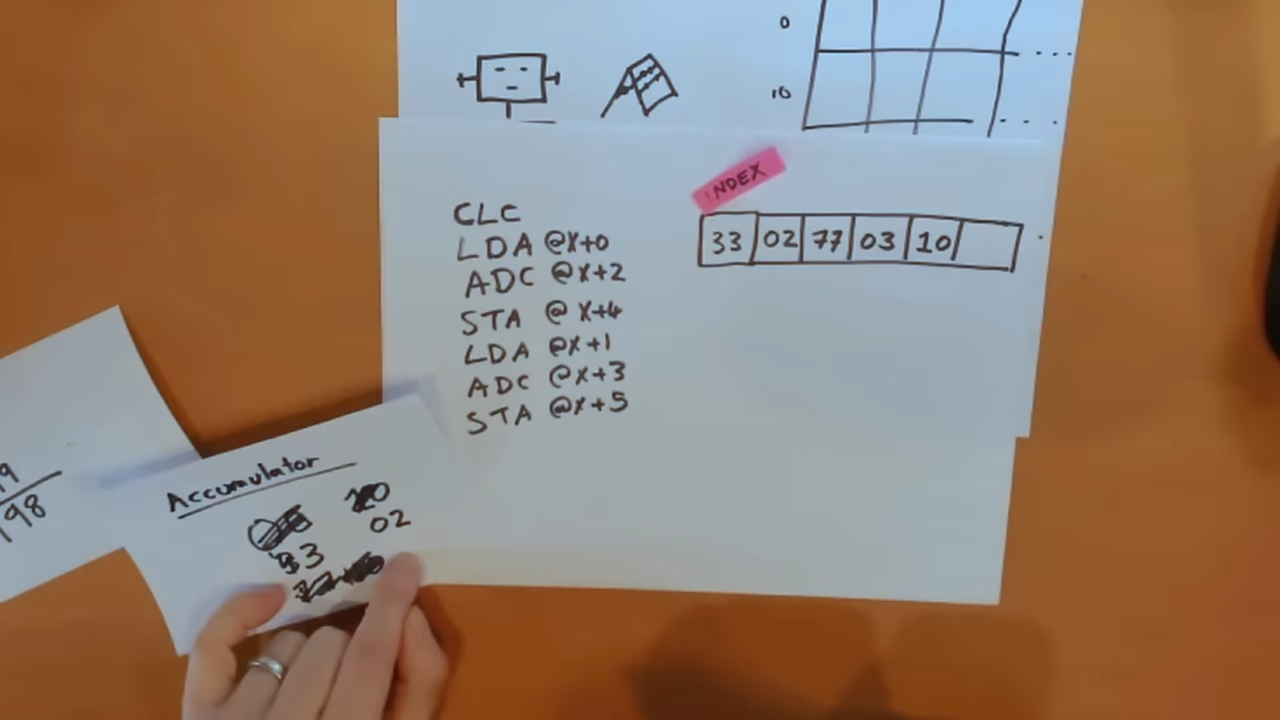 0
10
INDEX
33 02 77 03 10
CLC
LDA @X+0
ADC @X+2
STA @X+4
LDA @X+1
ADC @X+3
STA @X+5
Accumulator
02
33
198